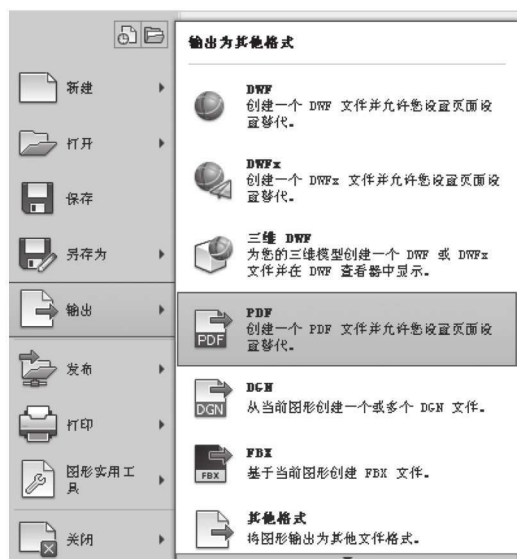 新建
打开
保存
另存为
输出
发布
打印
图形实用工
具
关闭
输出为其他格式
DWF
创建一个 DWF 文件并允许您设置页面设
置替代。
DWFx
创建一个 DWFx 文件并允许您设置页面设
置替代。
三维 DWF
为您的三维模型创建一个 DWF 或 DWFx
文件并在 DWF 查看器中显示。
PDF
PDF
创建一个 PDF 文件并允许您设置页面设
置替代。
DGN
DGN
从当前图形创建一个或多个 DGN 文件。
FBX
FBX
基于当前图形创建 FBX 文件。
其他格式
将图形输出为其他文件格式。